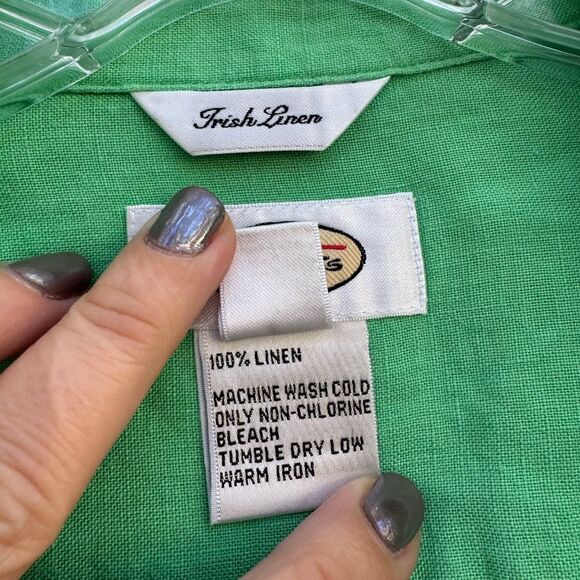 Irish Linen
100% LINEN
MACHINE WASH COLD
ONLY NON-CHLORINE
BLEACH
TUMBLE DRY LOW
WARM IRON